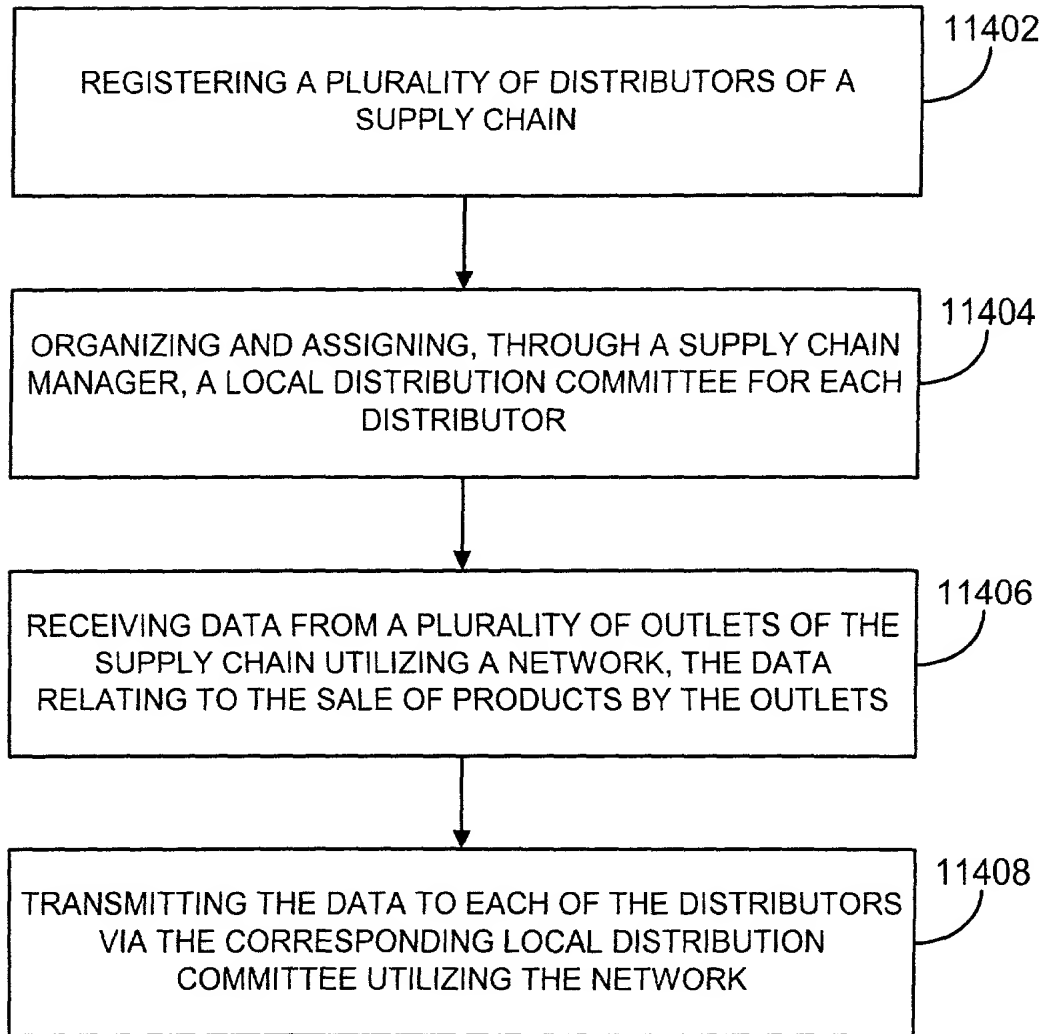 11402
REGISTERING A PLURALITY OF DISTRIBUTORS OF A
SUPPLY CHAIN
11404
ORGANIZING AND ASSIGNING, THROUGH A SUPPLY CHAIN
MANAGER, A LOCAL DISTRIBUTION COMMITTEE FOR EACH
DISTRIBUTOR
11406
RECEIVING DATA FROM A PLURALITY OF OUTLETS OF THE
SUPPLY CHAIN UTILIZING A NETWORK, THE DATA
RELATING TO THE SALE OF PRODUCTS BY THE OUTLETS
11408
TRANSMITTING THE DATA TO EACH OF THE DISTRIBUTORS
VIA THE CORRESPONDING LOCAL DISTRIBUTION
COMMITTEE UTILIZING THE NETWORK